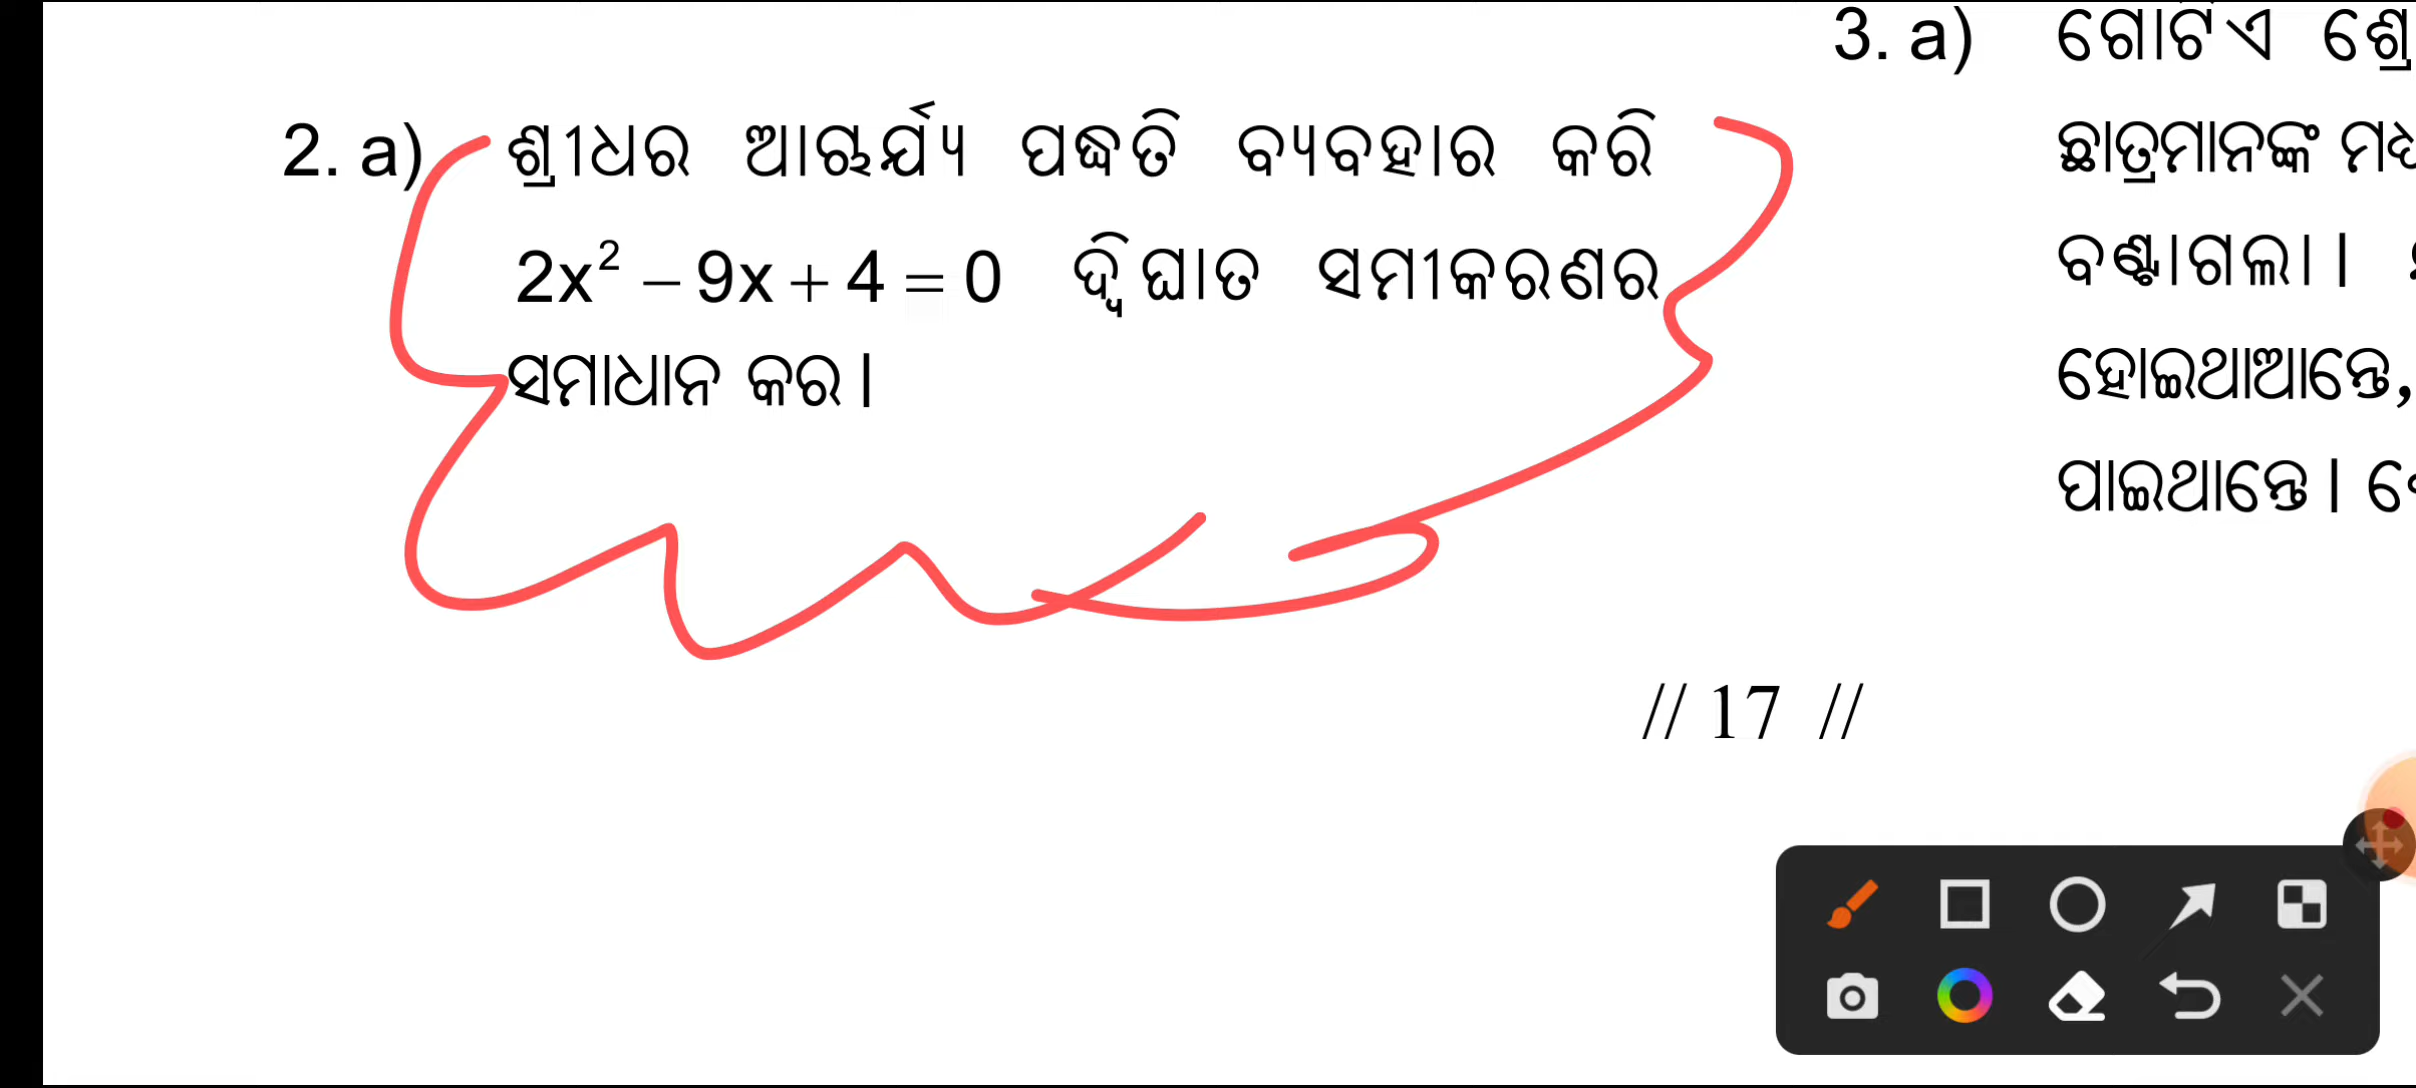 2. a) ଶ୍ରୀଧର ଆଚାର୍ଯ୍ୟ ପଦ୍ଧତି ବ୍ୟବହାର କରି
2x² – 9x + 4 = 0 ଦ୍ୱିଘାତ ସମୀକରଣର
ସମାଧାନ କର।
// 17 //
3. a) ଗୋଟିଏ
ଛାତ୍ରମାନଙ୍କ
ବଣ୍ଟାଗଲା।
ହୋଇଥାଆନ୍ତେ,
ପାଇଥାନ୍ତେ।